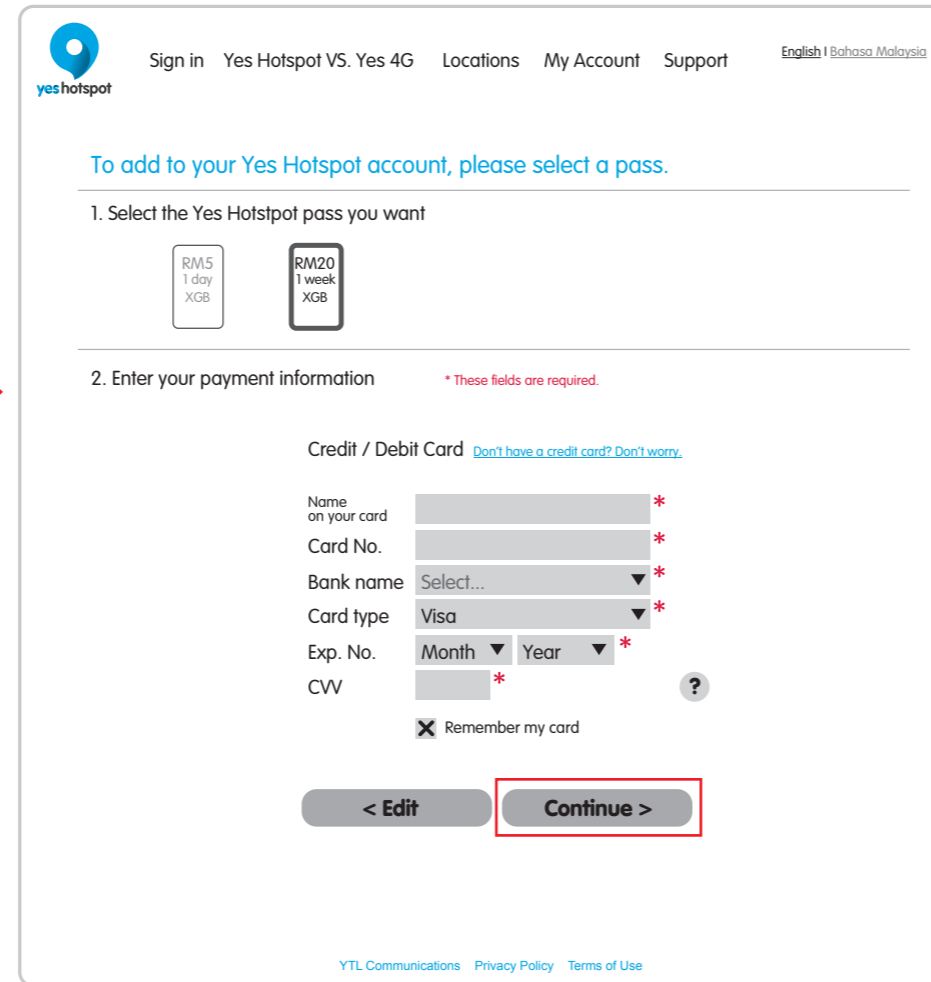 yes hotspot
Sign in Yes Hotspot VS. Yes 4G Locations My Account Support English | Bahasa Malaysia
To add to your Yes Hotspot account, please select a pass.
1. Select the Yes Hotstpot pass you want
RM5
1 day
XGB
RM20
1 week
XGB
2. Enter your payment information * These fields are required.
Credit / Debit Card Don't have a credit card? Don't worry.
Name
on your card *
Card No. *
Bank name Select... ▼ *
Card type Visa ▼ *
Exp. No. Month ▼ Year ▼ *
CVV * ?
Remember my card
< Edit Continue >
YTL Communications Privacy Policy Terms of Use